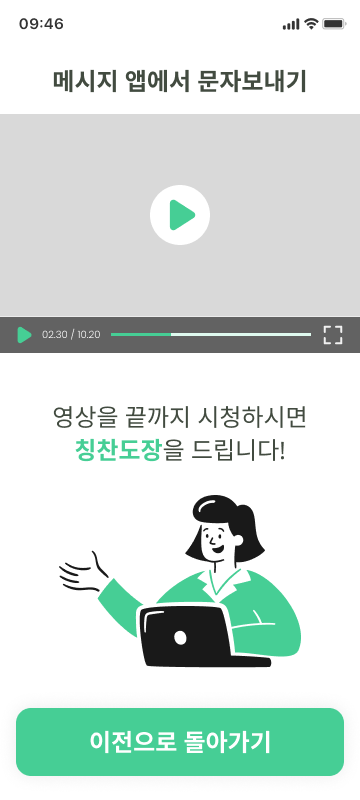 09:46
메시지 앱에서 문자보내기
02.30 / 10.20
영상을 끝까지 시청하시면
칭찬도장을 드립니다!
이전으로 돌아가기